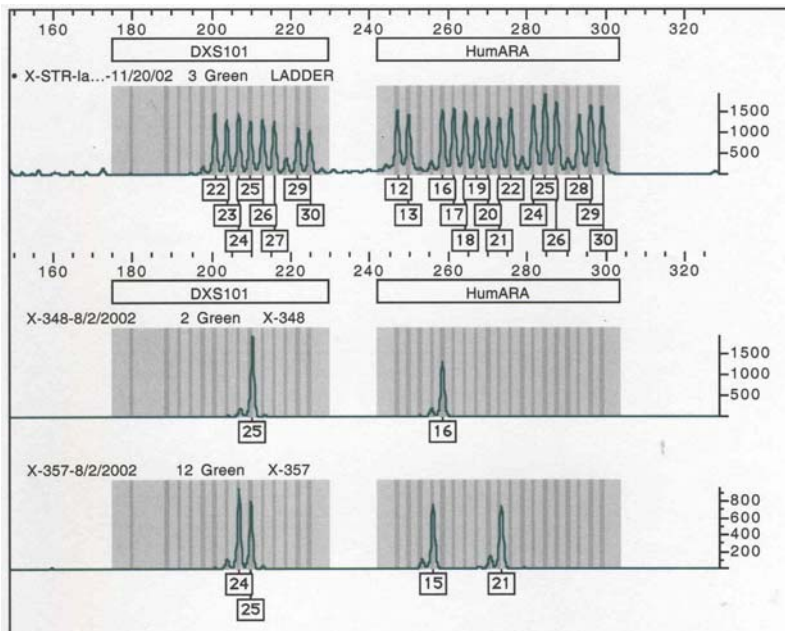 160 180 200 220 240 260 280 300 320
DXS101 HumARA
• X-STR-la...-11/20/02 3 Green LADDER
1500
1000
500
22 25 29 12 16 19 22 25 28
23 26 30 13 17 20 24 29
24 27 18 21 26 30
160 180 200 220 240 260 280 300 320
DXS101 HumARA
X-348-8/2/2002 2 Green X-348
1500
1000
500
25 16
X-357-8/2/2002 12 Green X-357
800
600
400
200
24 15 21
25